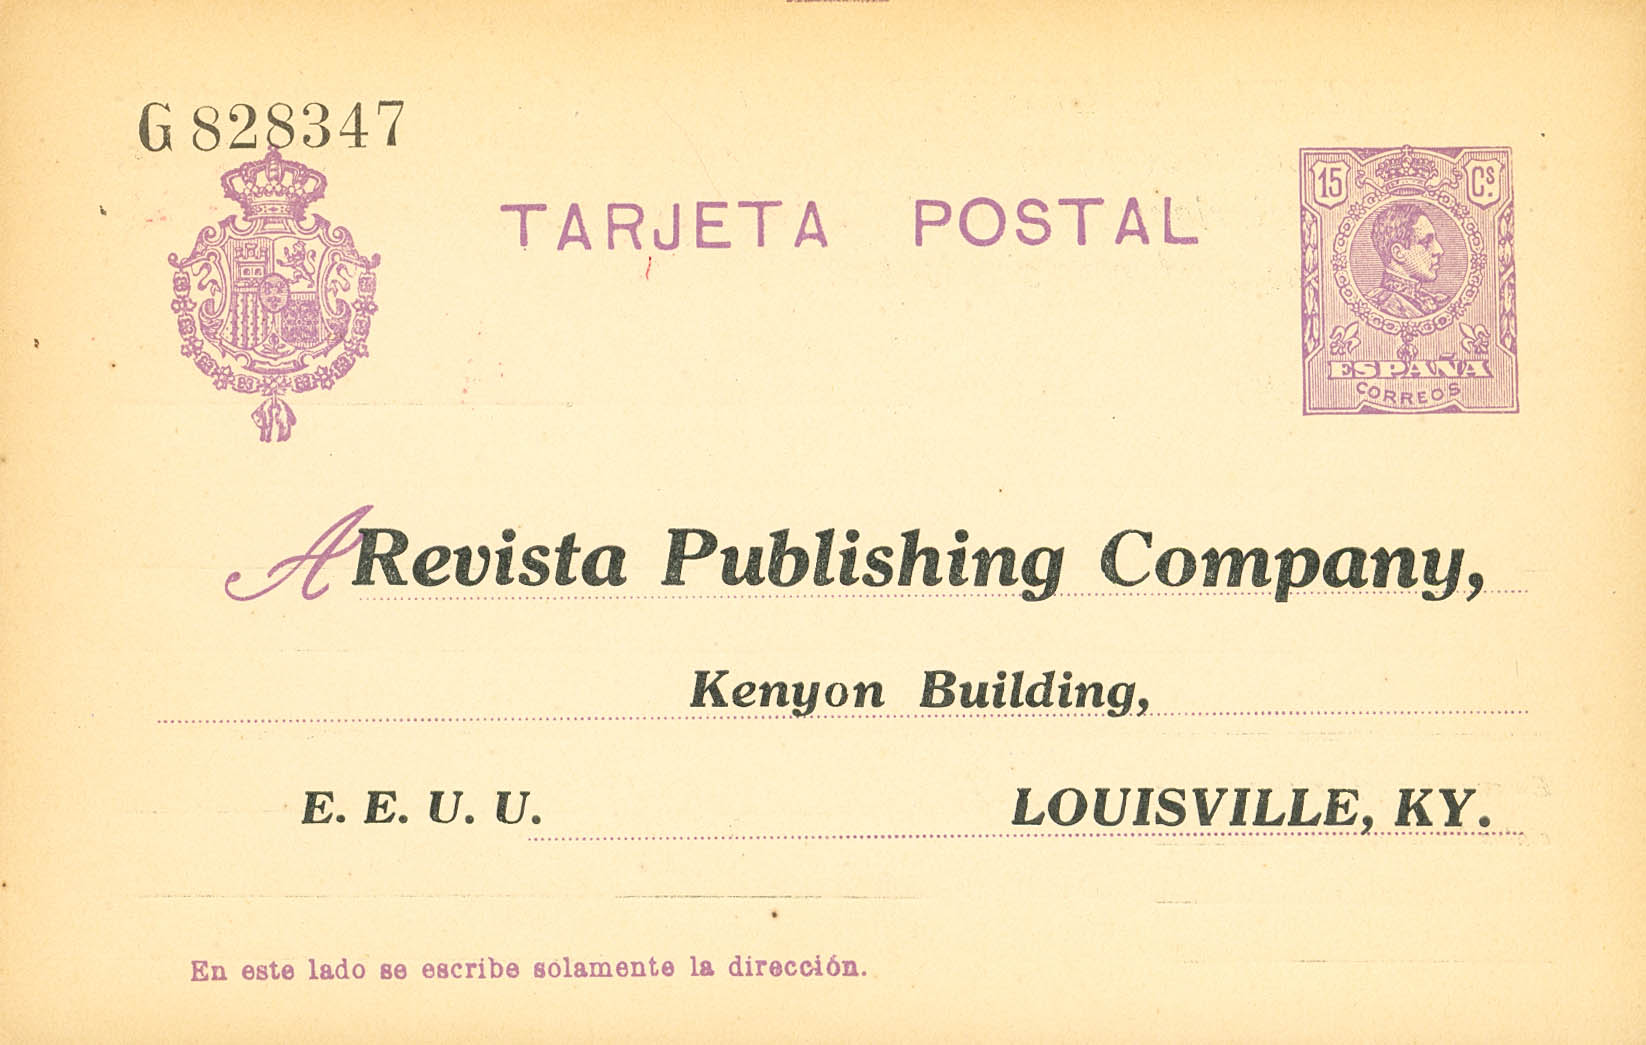 G828347
TARJETA POSTAL
15 Cs.
ESPAÑA
CORREOS
A Revista Publishing Company,
Kenyon Building,
E. E. U. U. LOUISVILLE, KY.
En este lado se escribe solamente la dirección.